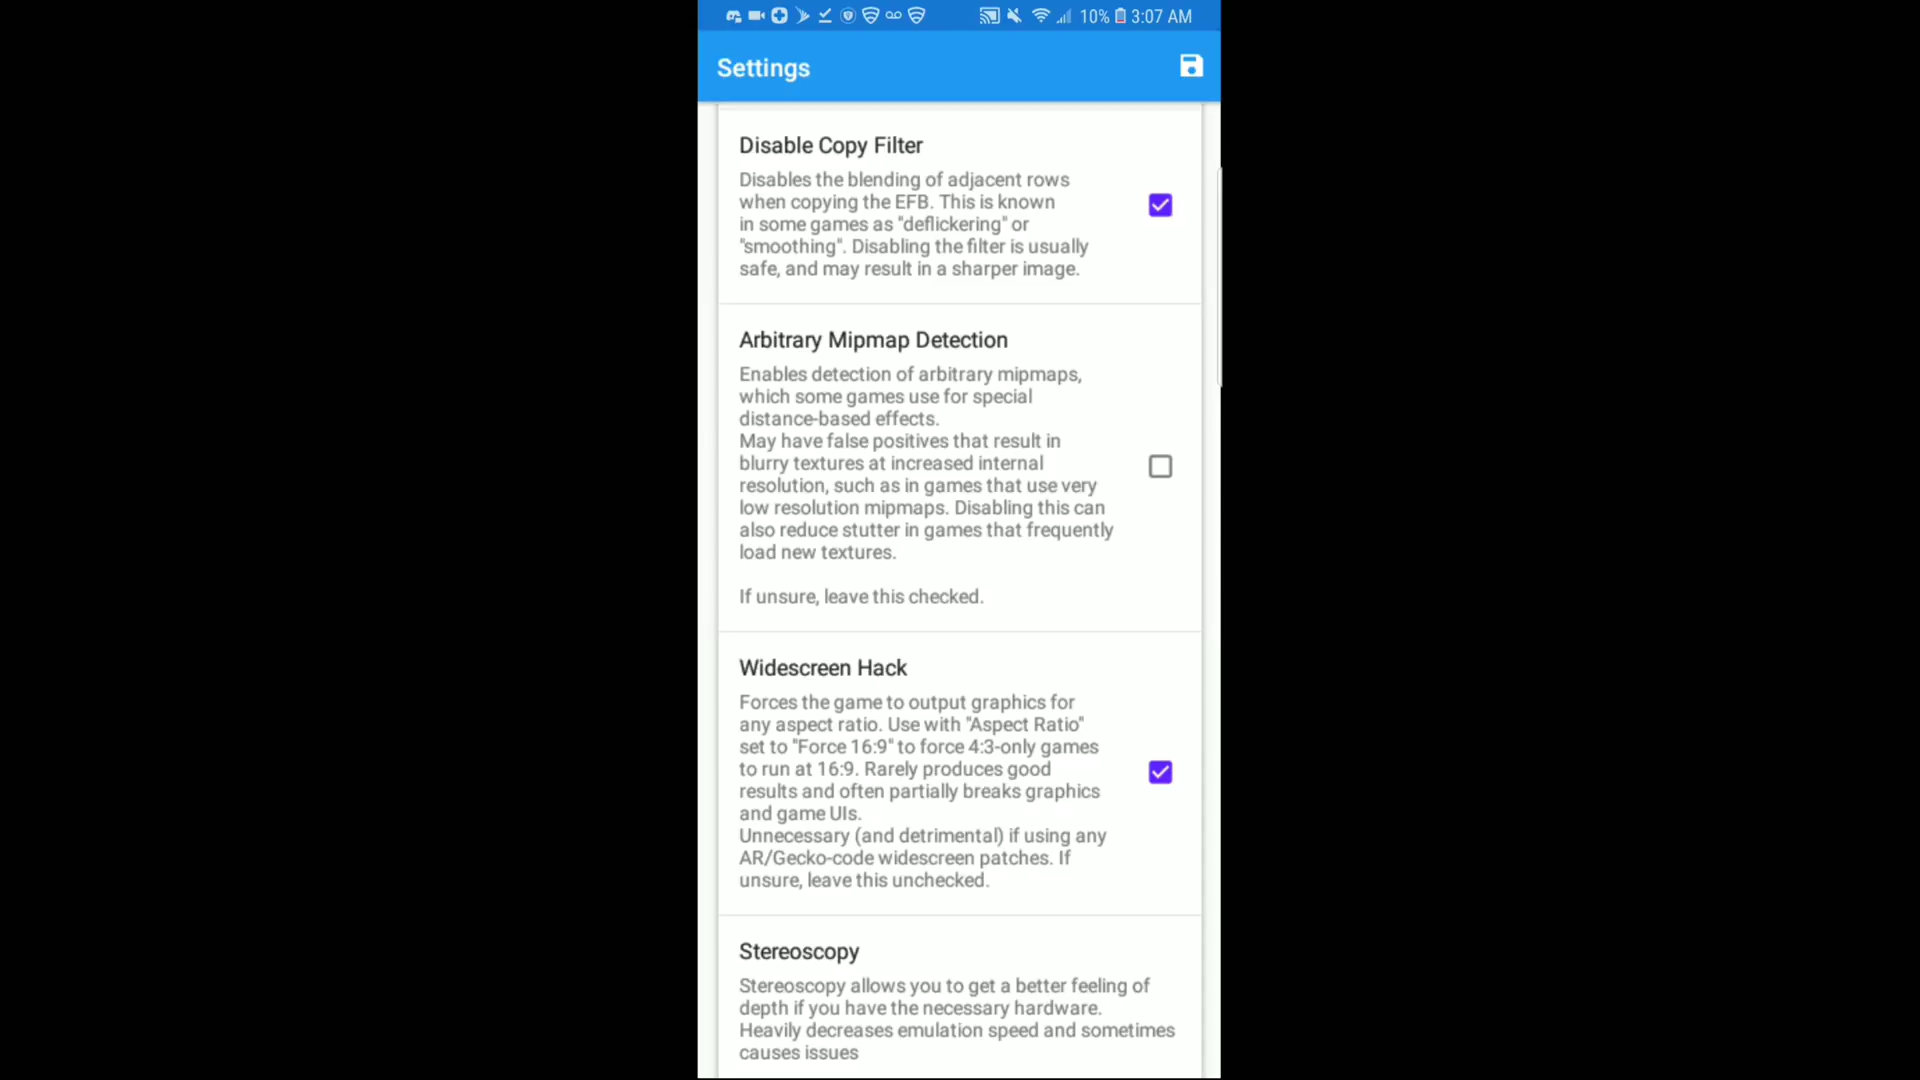 10% 3:07 AM
Settings
Disable Copy Filter
Disables the blending of adjacent rows
when copying the EFB. This is known
in some games as "deflickering" or
"smoothing". Disabling the filter is usually
safe, and may result in a sharper image.
Arbitrary Mipmap Detection
Enables detection of arbitrary mipmaps,
which some games use for special
distance-based effects.
May have false positives that result in
blurry textures at increased internal
resolution, such as in games that use very
low resolution mipmaps. Disabling this can
also reduce stutter in games that frequently
load new textures.
If unsure, leave this checked.
Widescreen Hack
Forces the game to output graphics for
any aspect ratio. Use with "Aspect Ratio"
set to "Force 16:9" to force 4:3-only games
to run at 16:9. Rarely produces good
results and often partially breaks graphics
and game UIs.
Unnecessary (and detrimental) if using any
AR/Gecko-code widescreen patches. If
unsure, leave this unchecked.
Stereoscopy
Stereoscopy allows you to get a better feeling of
depth if you have the necessary hardware.
Heavily decreases emulation speed and sometimes
causes issues